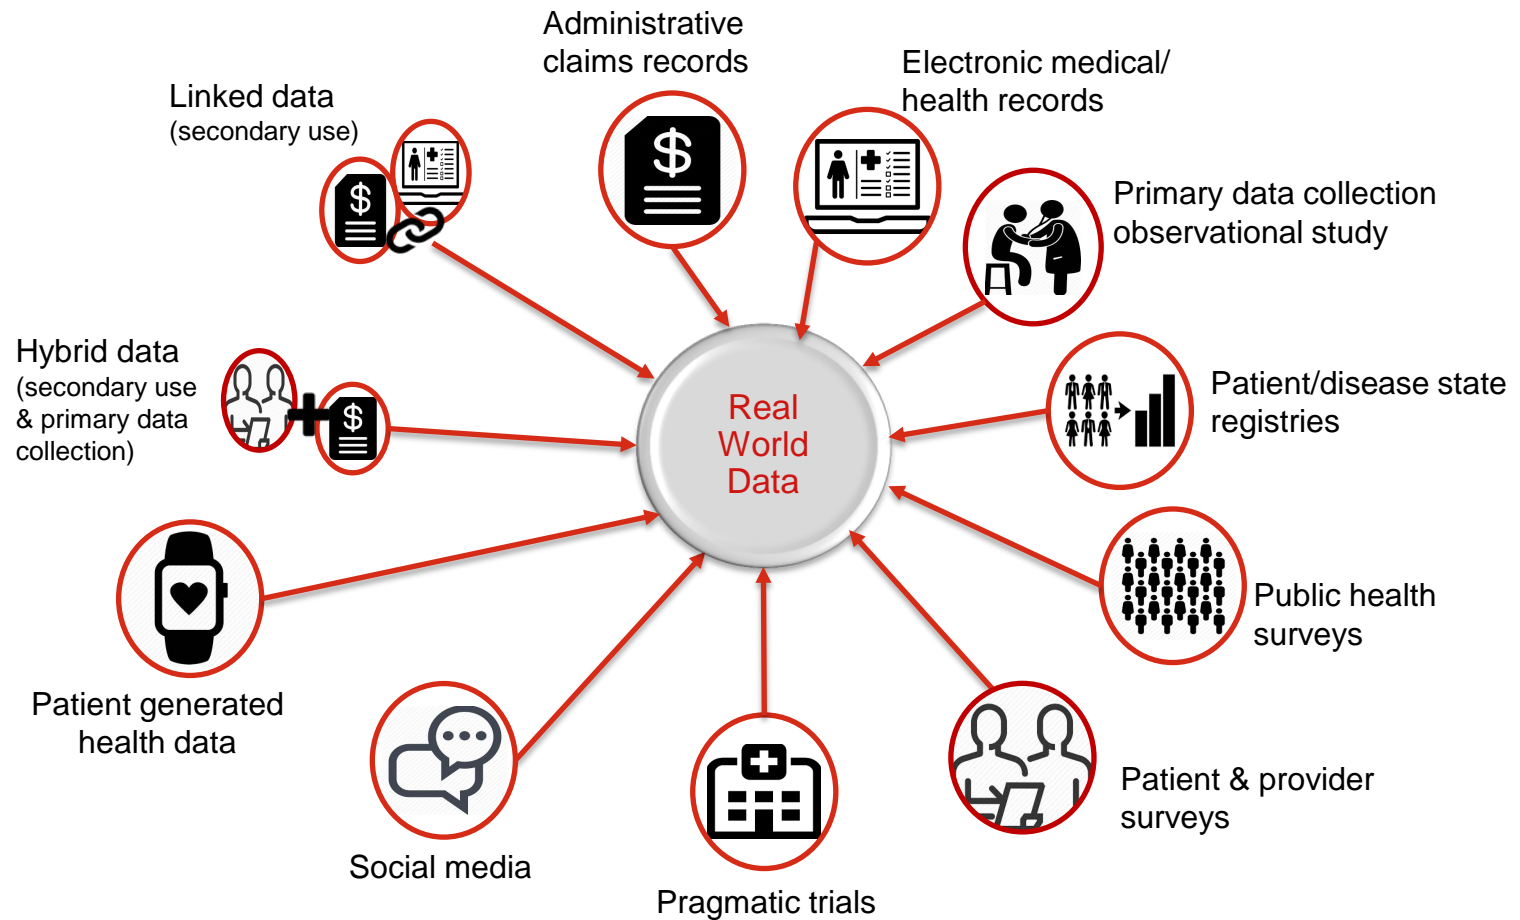 Administrative
claims records
Electronic medical/
health records
Linked data
(secondary use)
Primary data collection
observational study
Hybrid data
(secondary use
& primary data
collection)
Patient/disease state
registries
Real
World
Data
Public health
surveys
Patient generated
health data
Patient & provider
surveys
Social media
Pragmatic trials